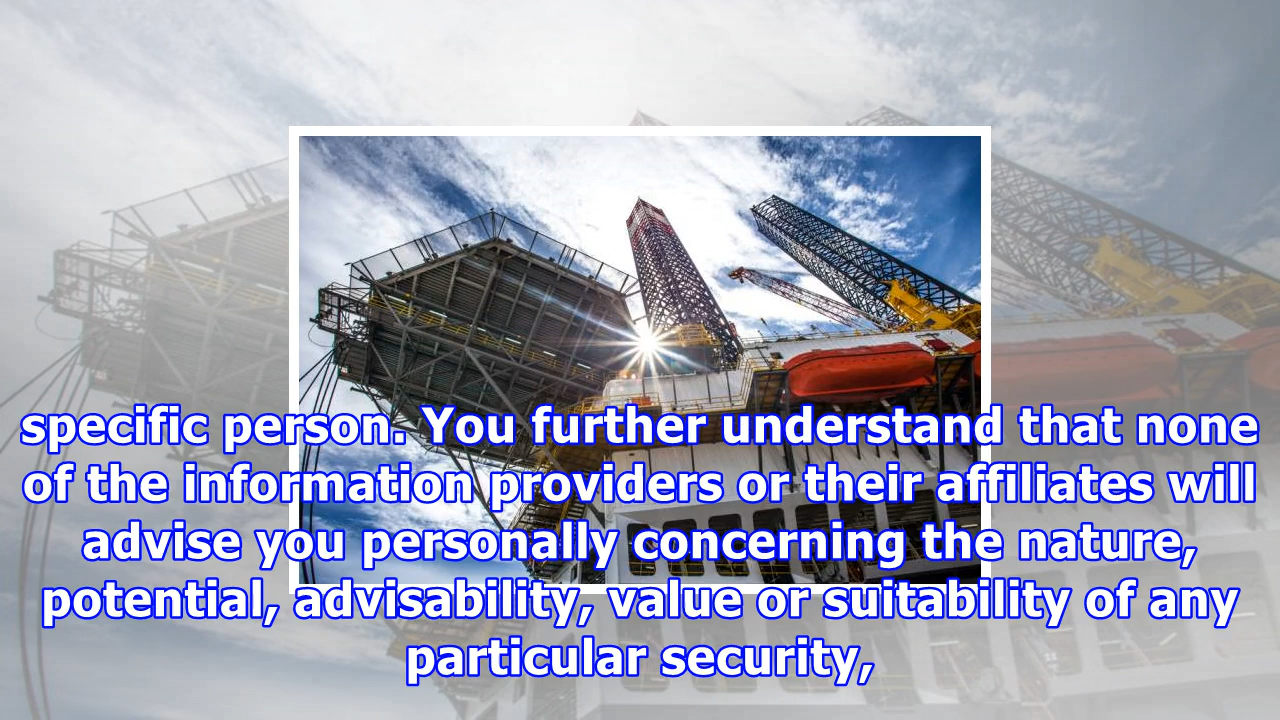 specific person. You further understand that none
of the information providers or their affiliates will
advise you personally concerning the nature,
potential, advisability, value or suitability of any
particular security,